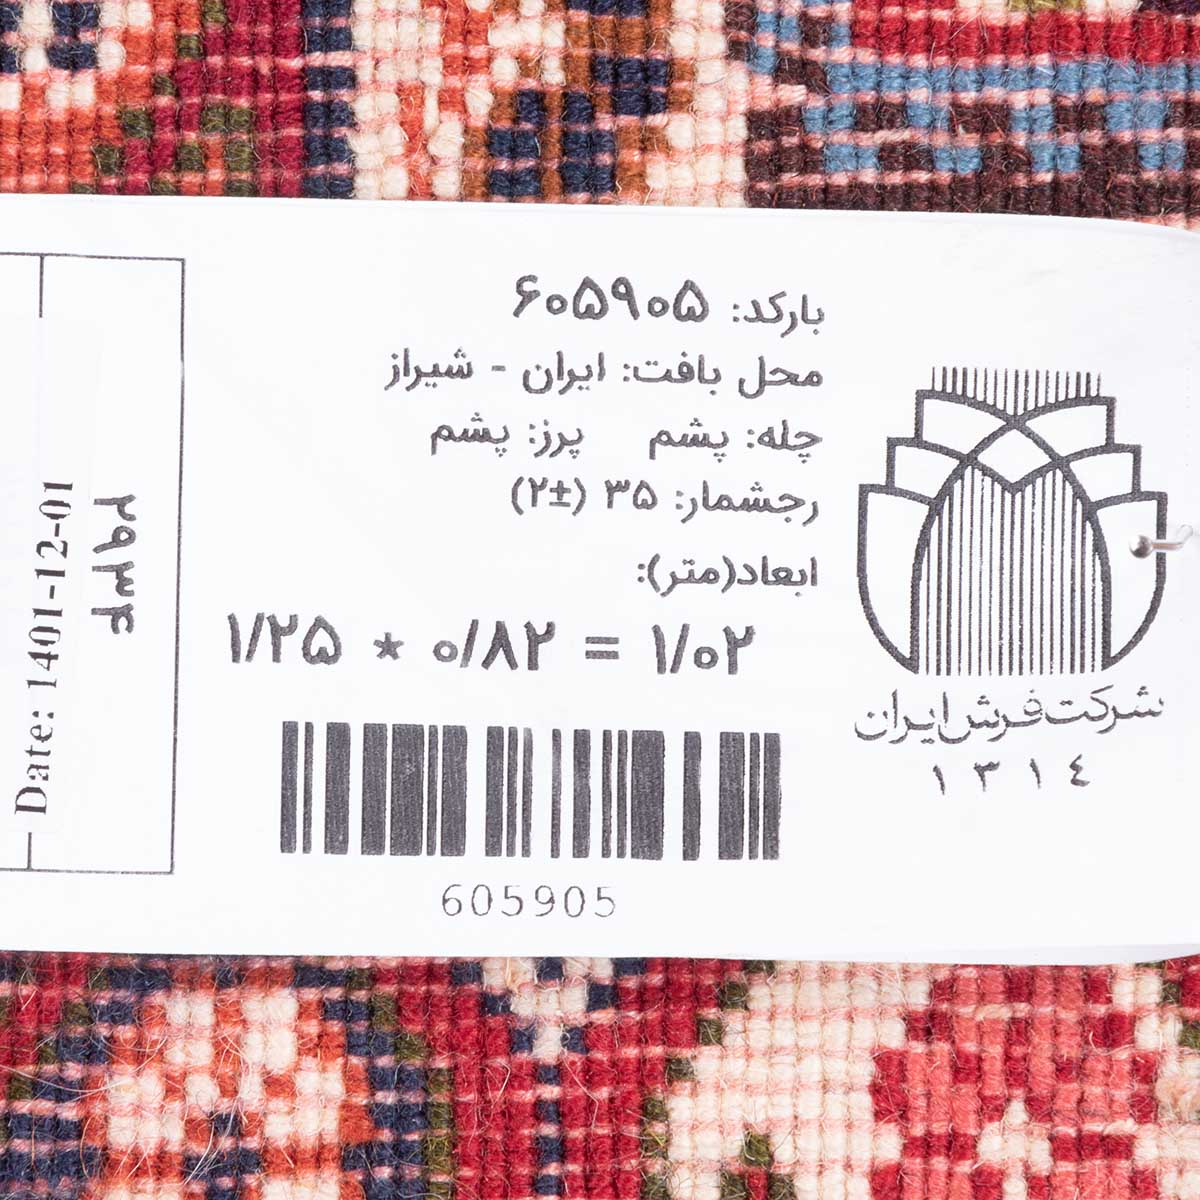 بارکد: ۶۰۵۹۰۵
محل بافت: ایران - شیراز
چله: پشم پرز: پشم
رجشمار: ۳۵ (±۲)
ابعاد(متر):
۱/۲۵ * ۰/۸۲ = ۱/۰۲
605905
شرکت فرش ایران
١٣١٤
۲۹۳۴
Date: 1401-12-01